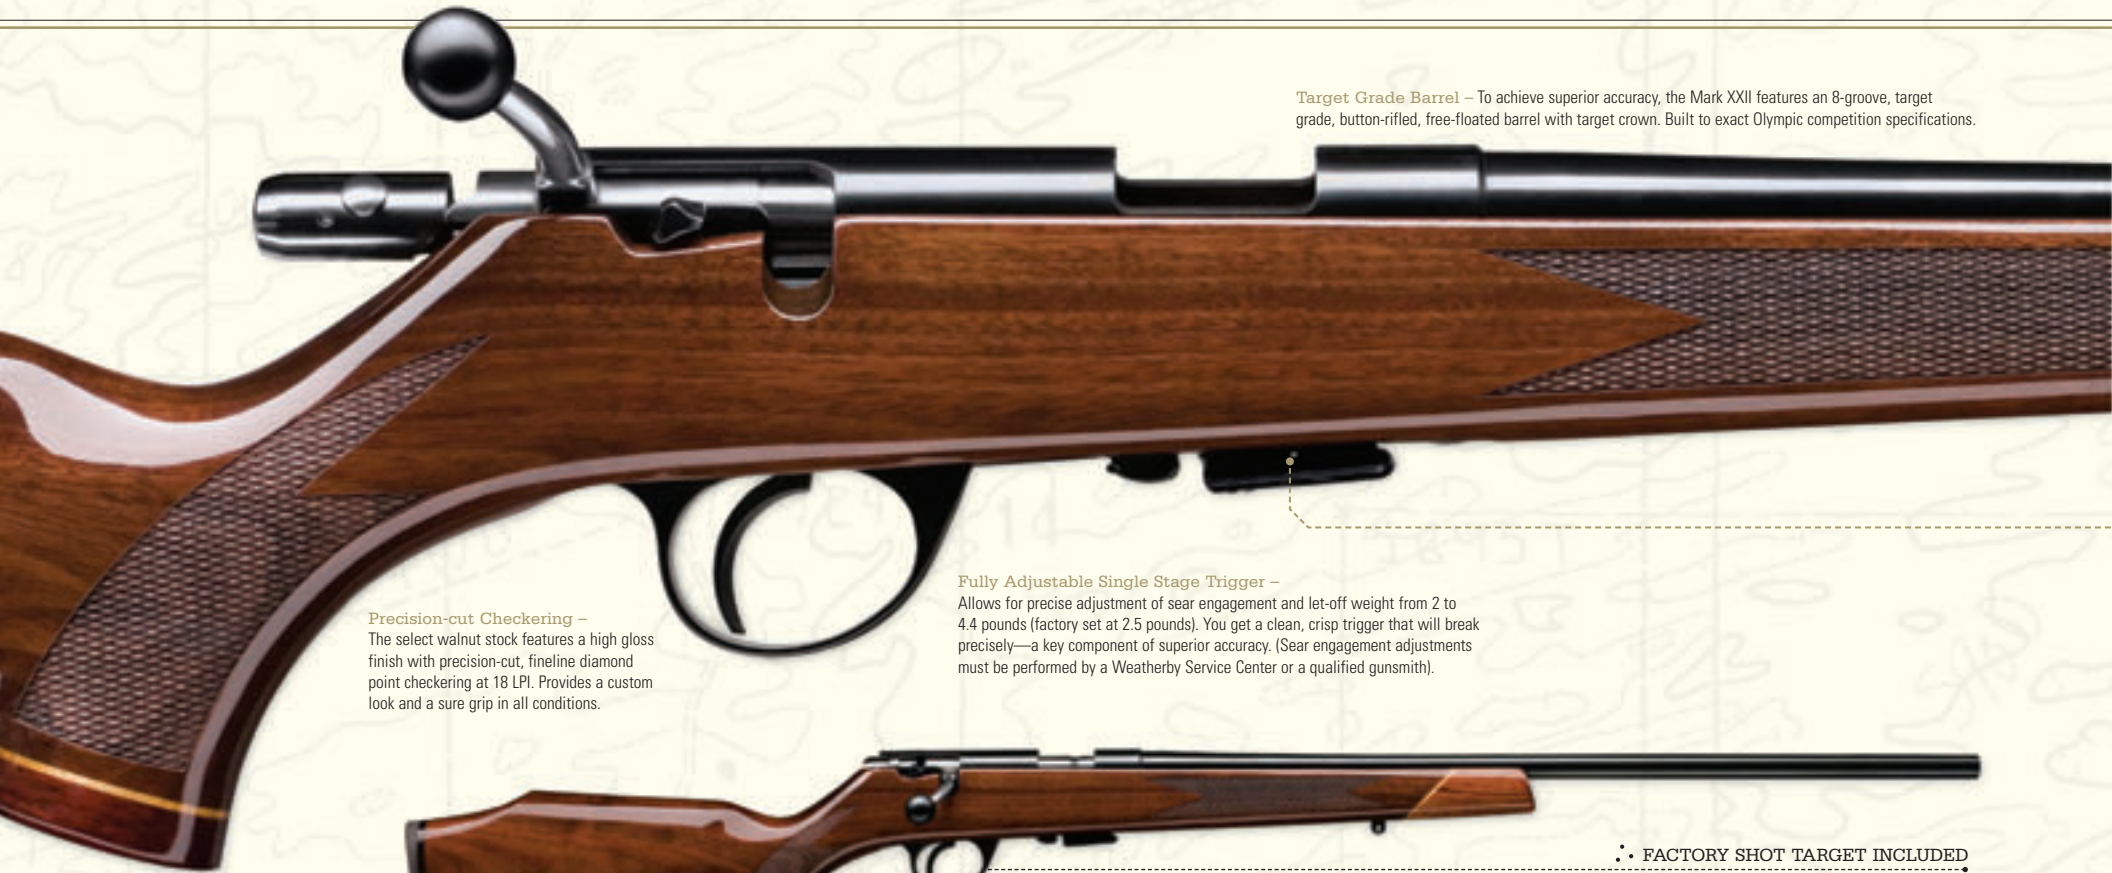 Target Grade Barrel – To achieve superior accuracy, the Mark XXII features an 8-groove, target
grade, button-rifled, free-floated barrel with target crown. Built to exact Olympic competition specifications.
Fully Adjustable Single Stage Trigger –
Allows for precise adjustment of sear engagement and let-off weight from 2 to
4.4 pounds (factory set at 2.5 pounds). You get a clean, crisp trigger that will break
precisely—a key component of superior accuracy. (Sear engagement adjustments
must be performed by a Weatherby Service Center or a qualified gunsmith).
Precision-cut Checkering –
The select walnut stock features a high gloss
finish with precision-cut, fineline diamond
point checkering at 18 LPI. Provides a custom
look and a sure grip in all conditions.
FACTORY SHOT TARGET INCLUDED